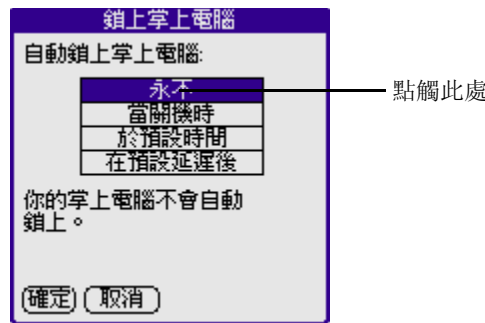 鎖上掌上電腦
自動鎖上掌上電腦:
永不
點觸此處
當關機時
於預設時間
在預設延遲後
你的掌上電腦不會自動
鎖上。
確定 取消